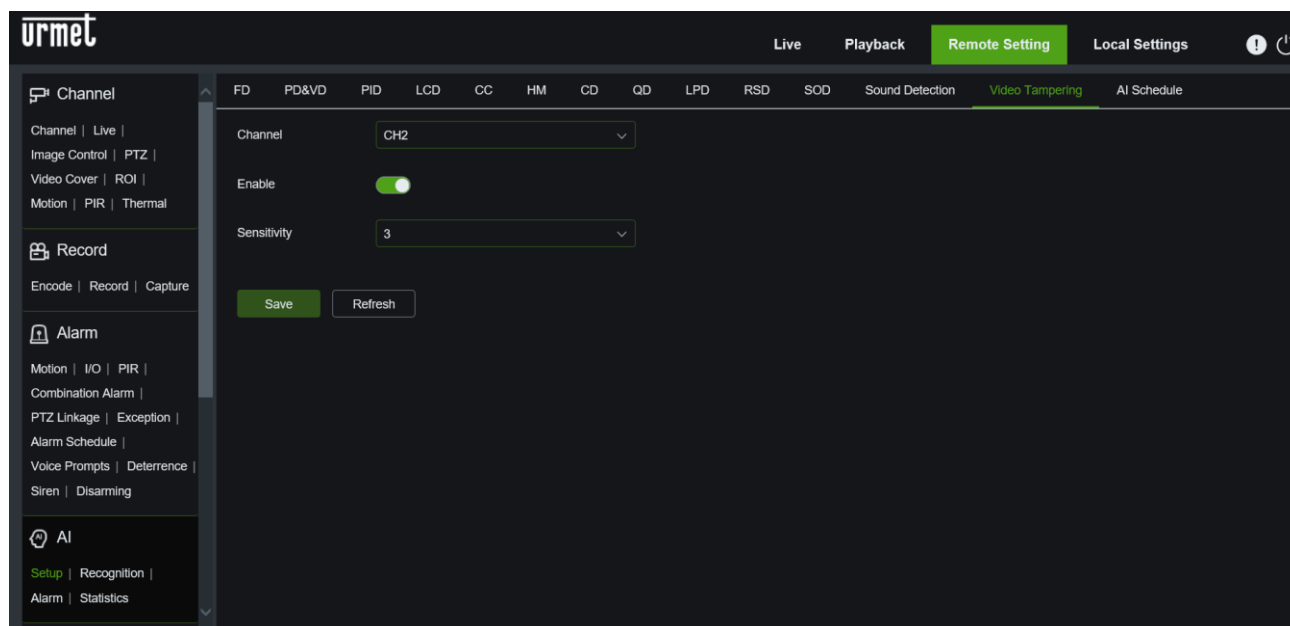 urmet
Live Playback Remote Setting Local Settings
Channel
Channel | Live |
Image Control | PTZ |
Video Cover | ROI |
Motion | PIR | Thermal
Record
Encode | Record | Capture
Alarm
Motion | I/O | PIR |
Combination Alarm |
PTZ Linkage | Exception |
Alarm Schedule |
Voice Prompts | Deterrence |
Siren | Disarming
AI
Setup | Recognition |
Alarm | Statistics
FD PD&VD PID LCD CC HM CD QD LPD RSD SOD Sound Detection Video Tampering AI Schedule
Channel CH2
Enable
Sensitivity 3
Save Refresh